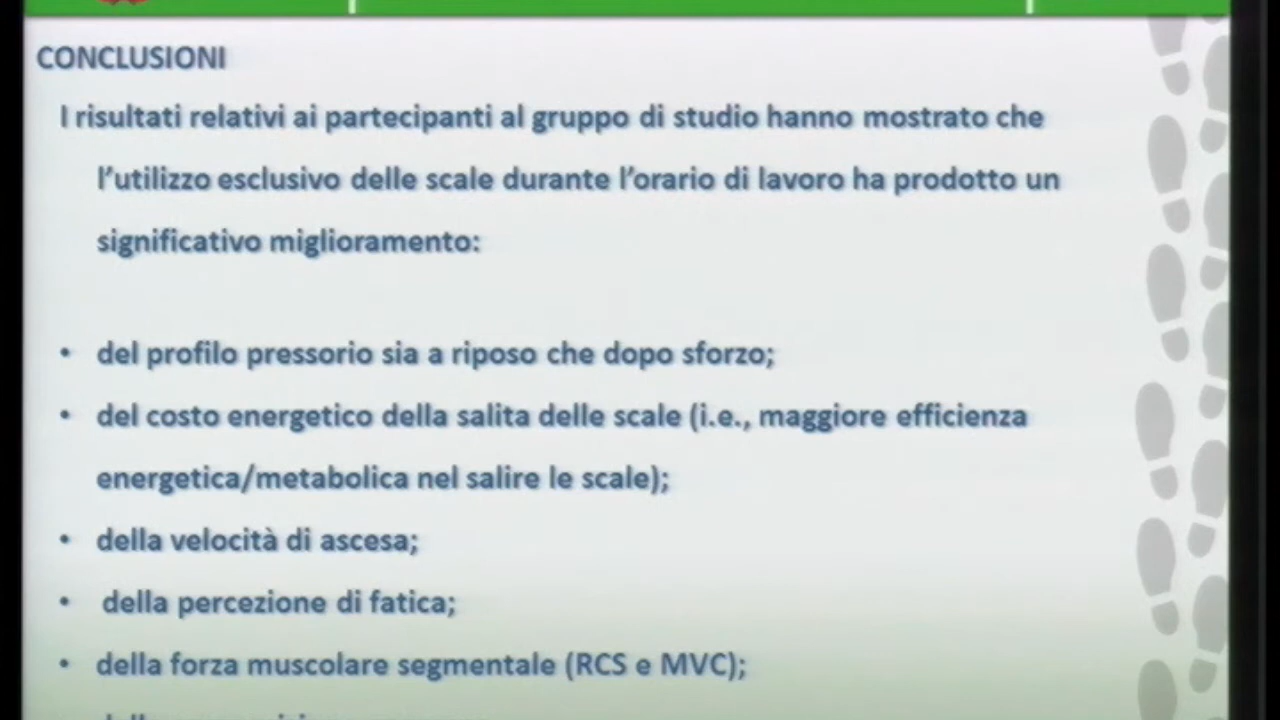 CONCLUSIONI
I risultati relativi ai partecipanti al gruppo di studio hanno mostrato che
l’utilizzo esclusivo delle scale durante l’orario di lavoro ha prodotto un
significativo miglioramento:
• del profilo pressorio sia a riposo che dopo sforzo;
• del costo energetico della salita delle scale (i.e., maggiore efficienza
energetica/metabolica nel salire le scale);
• della velocità di ascesa;
• della percezione di fatica;
• della forza muscolare segmentale (RCS e MVC);